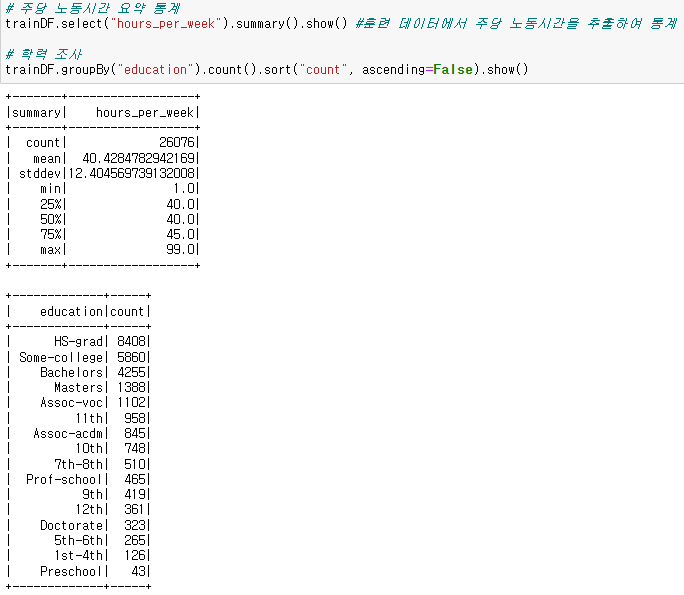 # 주당 노동시간 요약 통계
trainDF.select("hours_per_week").summary().show() #훈련 데이터에서 주당 노동시간을 추출하여 통계
# 학력 조사
trainDF.groupBy("education").count().sort("count", ascending=False).show()
+-------+------------------+
|summary|    hours_per_week|
+-------+------------------+
|  count|             26076|
|   mean|  40.4284782942169|
| stddev|12.404569739132008|
|    min|               1.0|
|    25%|              40.0|
|    50%|              40.0|
|    75%|              45.0|
|    max|              99.0|
+-------+------------------+
+------------+-----+
|   education|count|
+------------+-----+
|     HS-grad| 8408|
|Some-college| 5860|
|   Bachelors| 4255|
|     Masters| 1388|
|   Assoc-voc| 1102|
|        11th|  958|
|  Assoc-acdm|  845|
|        10th|  748|
|     7th-8th|  510|
| Prof-school|  465|
|         9th|  419|
|        12th|  361|
|   Doctorate|  323|
|     5th-6th|  265|
|     1st-4th|  126|
|   Preschool|   43|
+------------+-----+